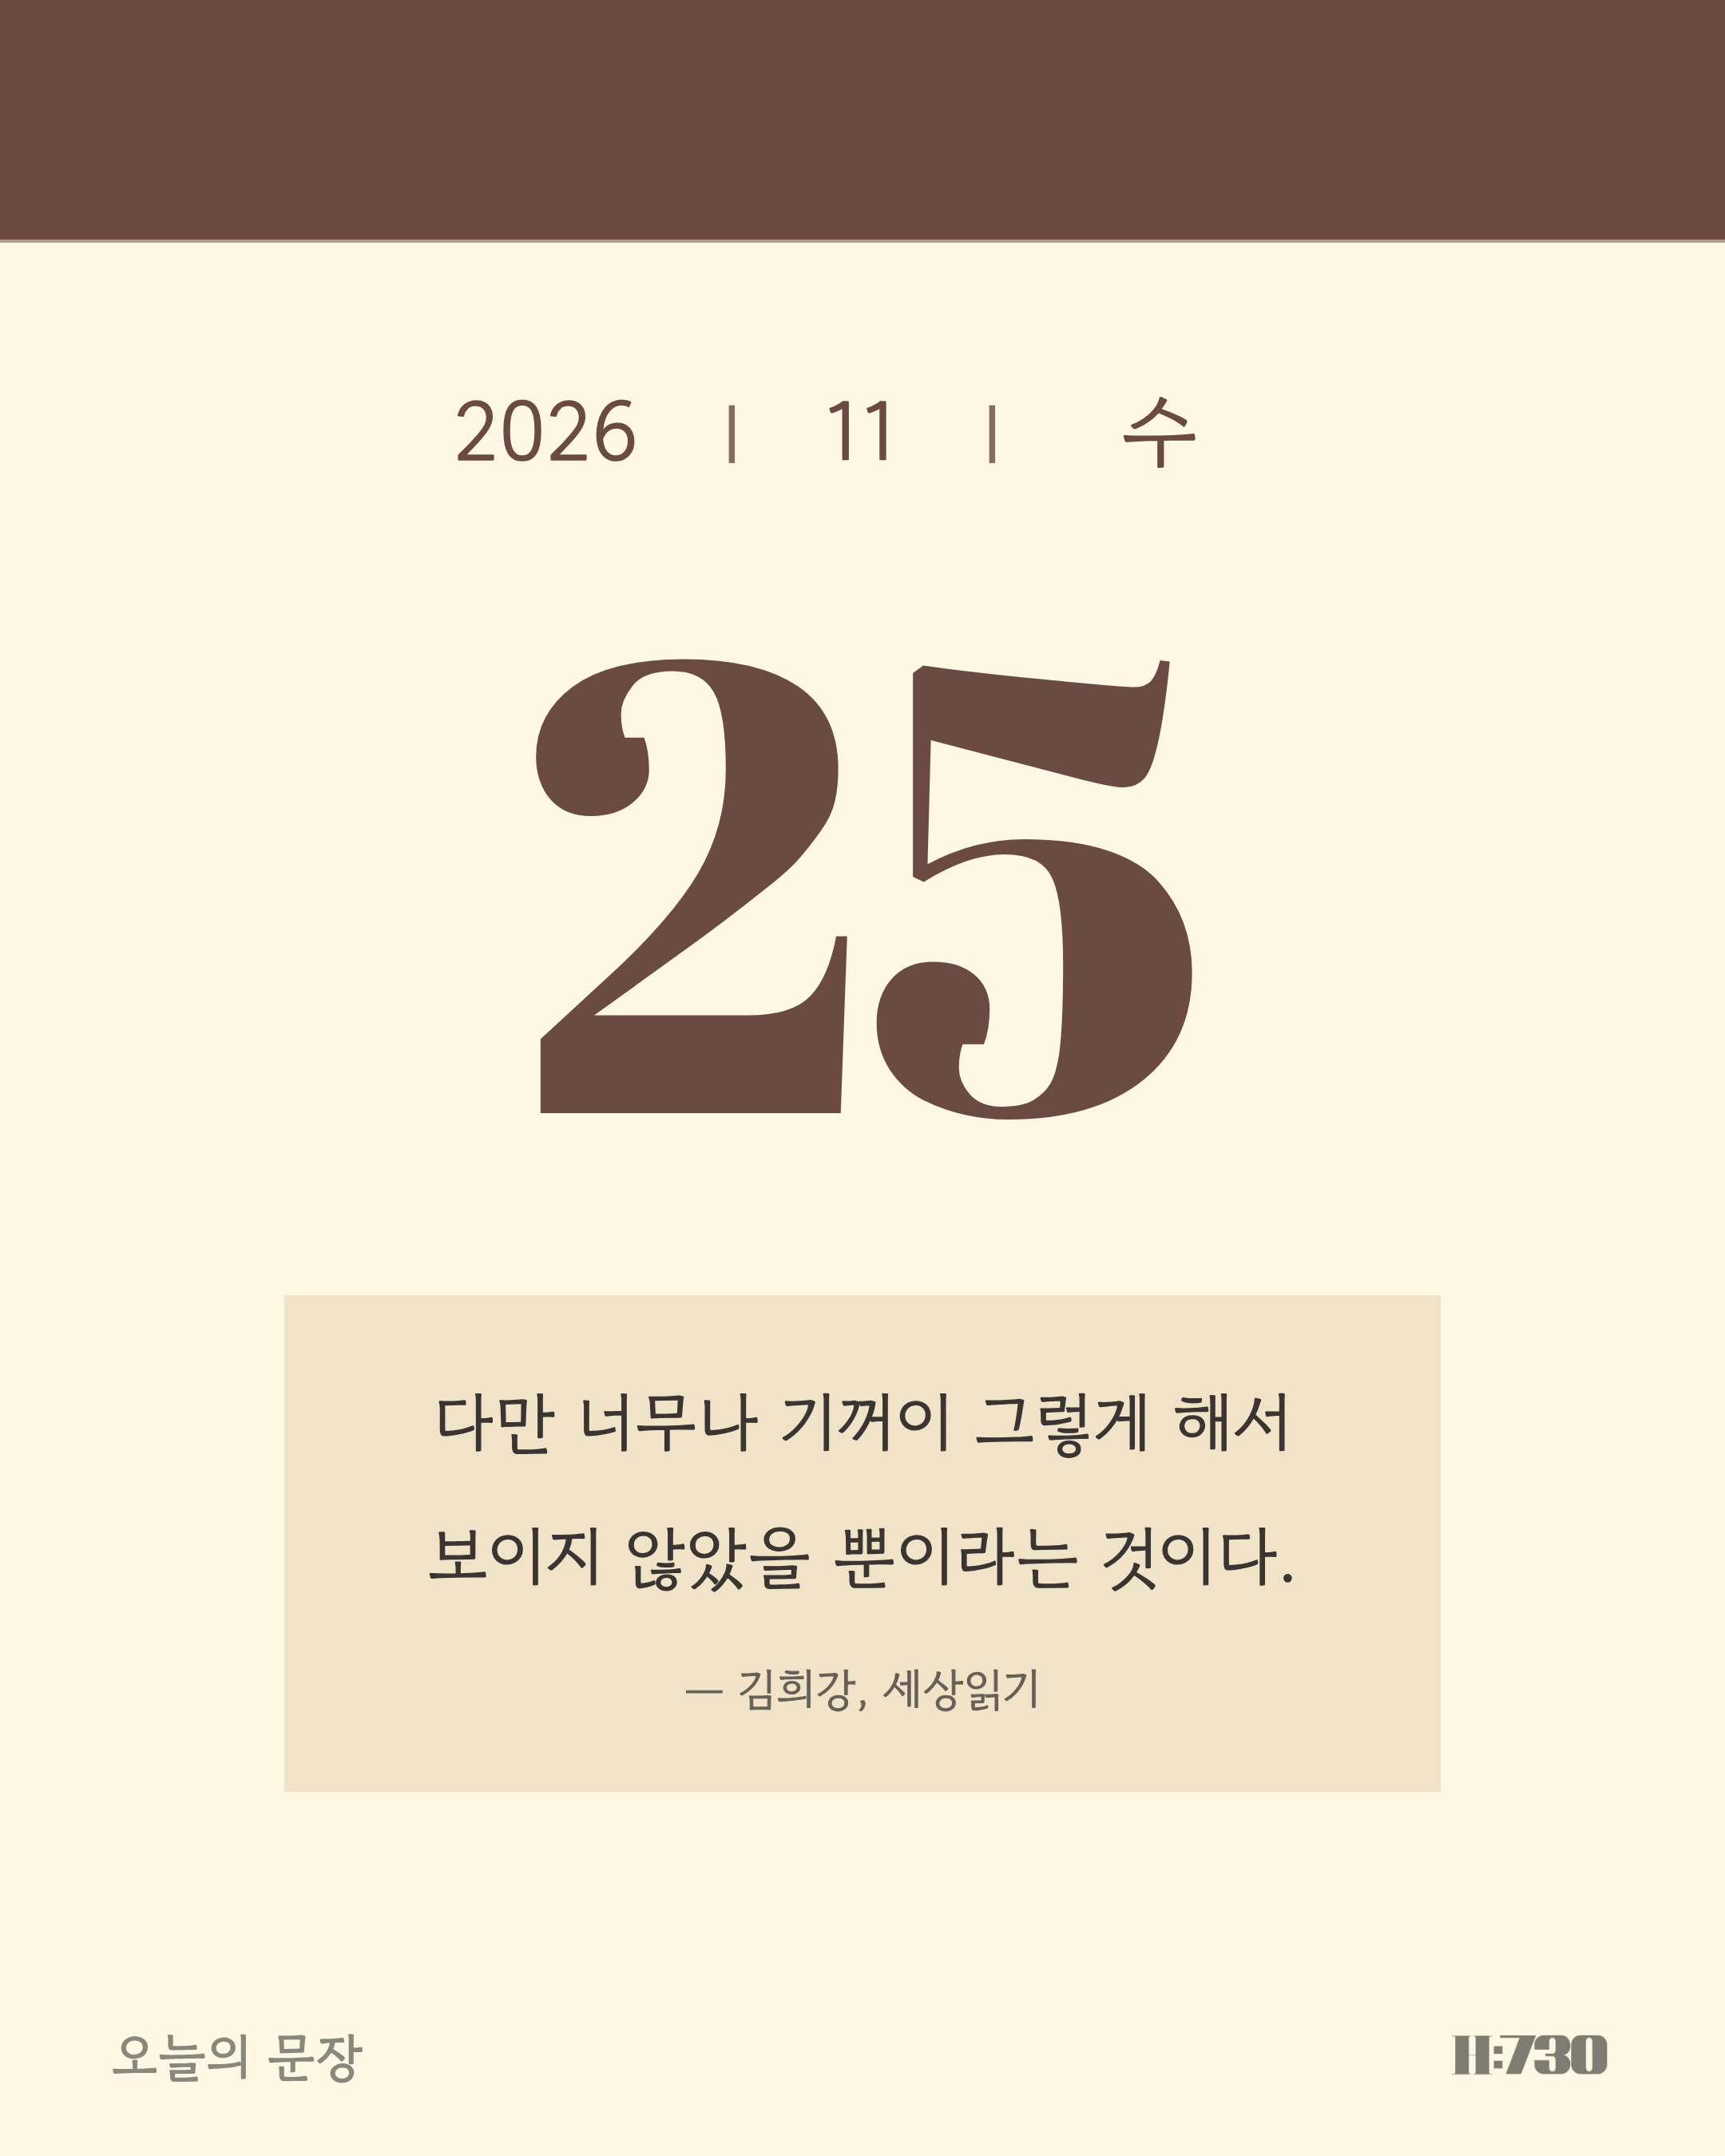 2026 | 11 | 수
25
다만 너무나 기꺼이 그렇게 해서
보이지 않았을 뿐이라는 것이다.
— 김희강, 세상읽기
오늘의 문장
H:730